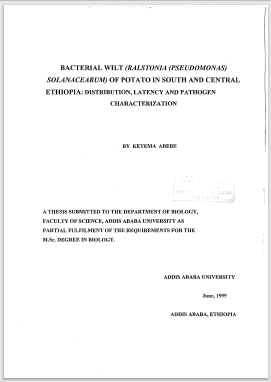 BACTERIAL WILT (RALSTONIA (PSEUDOMONAS)
SOLANACEARUM) OF POTATO IN SOUTH AND CENTRAL
ETHIOPIA: DISTRIBUTION, LATENCY AND PATHOGEN
CHARACTERIZATION
BY KETEMA ABEBE
A THESIS SUBMITTED TO THE DEPARTMENT OF BIOLOGY,
FACULTY OF SCIENCE, ADDIS ABABA UNIVERSITY AS
PARTIAL FULFILMENT OF THE REQUIREMENTS FOR THE
M.Sc. DEGREE IN BIOLOGY.
ADDIS ABABA UNIVERSITY
June, 1999
ADDIS ABABA, ETHIOPIA